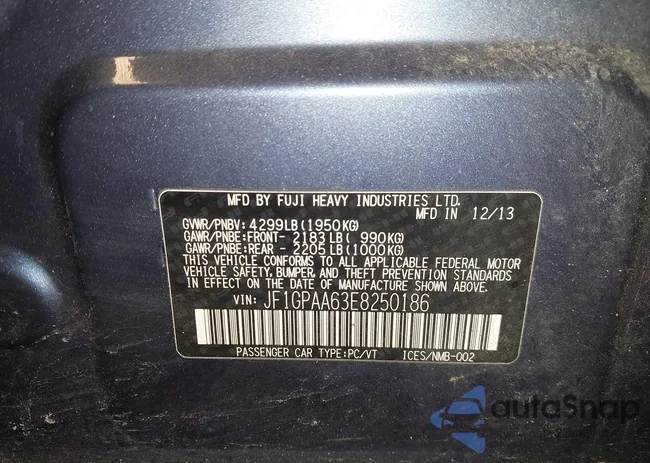 MFD BY FUJI HEAVY INDUSTRIES LTD.
MFD IN 12/13
GVWR/PNBV: 4299LB(1950KG)
GAWR/PNBE:FRONT- 2183LB( 990KG)
GAWR/PNBE:REAR - 2205LB(1000KG)
THIS VEHICLE CONFORMS TO ALL APPLICABLE FEDERAL MOTOR
VEHICLE SAFETY, BUMPER, AND THEFT PREVENTION STANDARDS
IN EFFECT ON THE DATE OF MANUFACTURE SHOWN ABOVE.
VIN: JF1GPAA63E8250186
PASSENGER CAR TYPE:PC/VT ICES/NMB-002
autoSnap